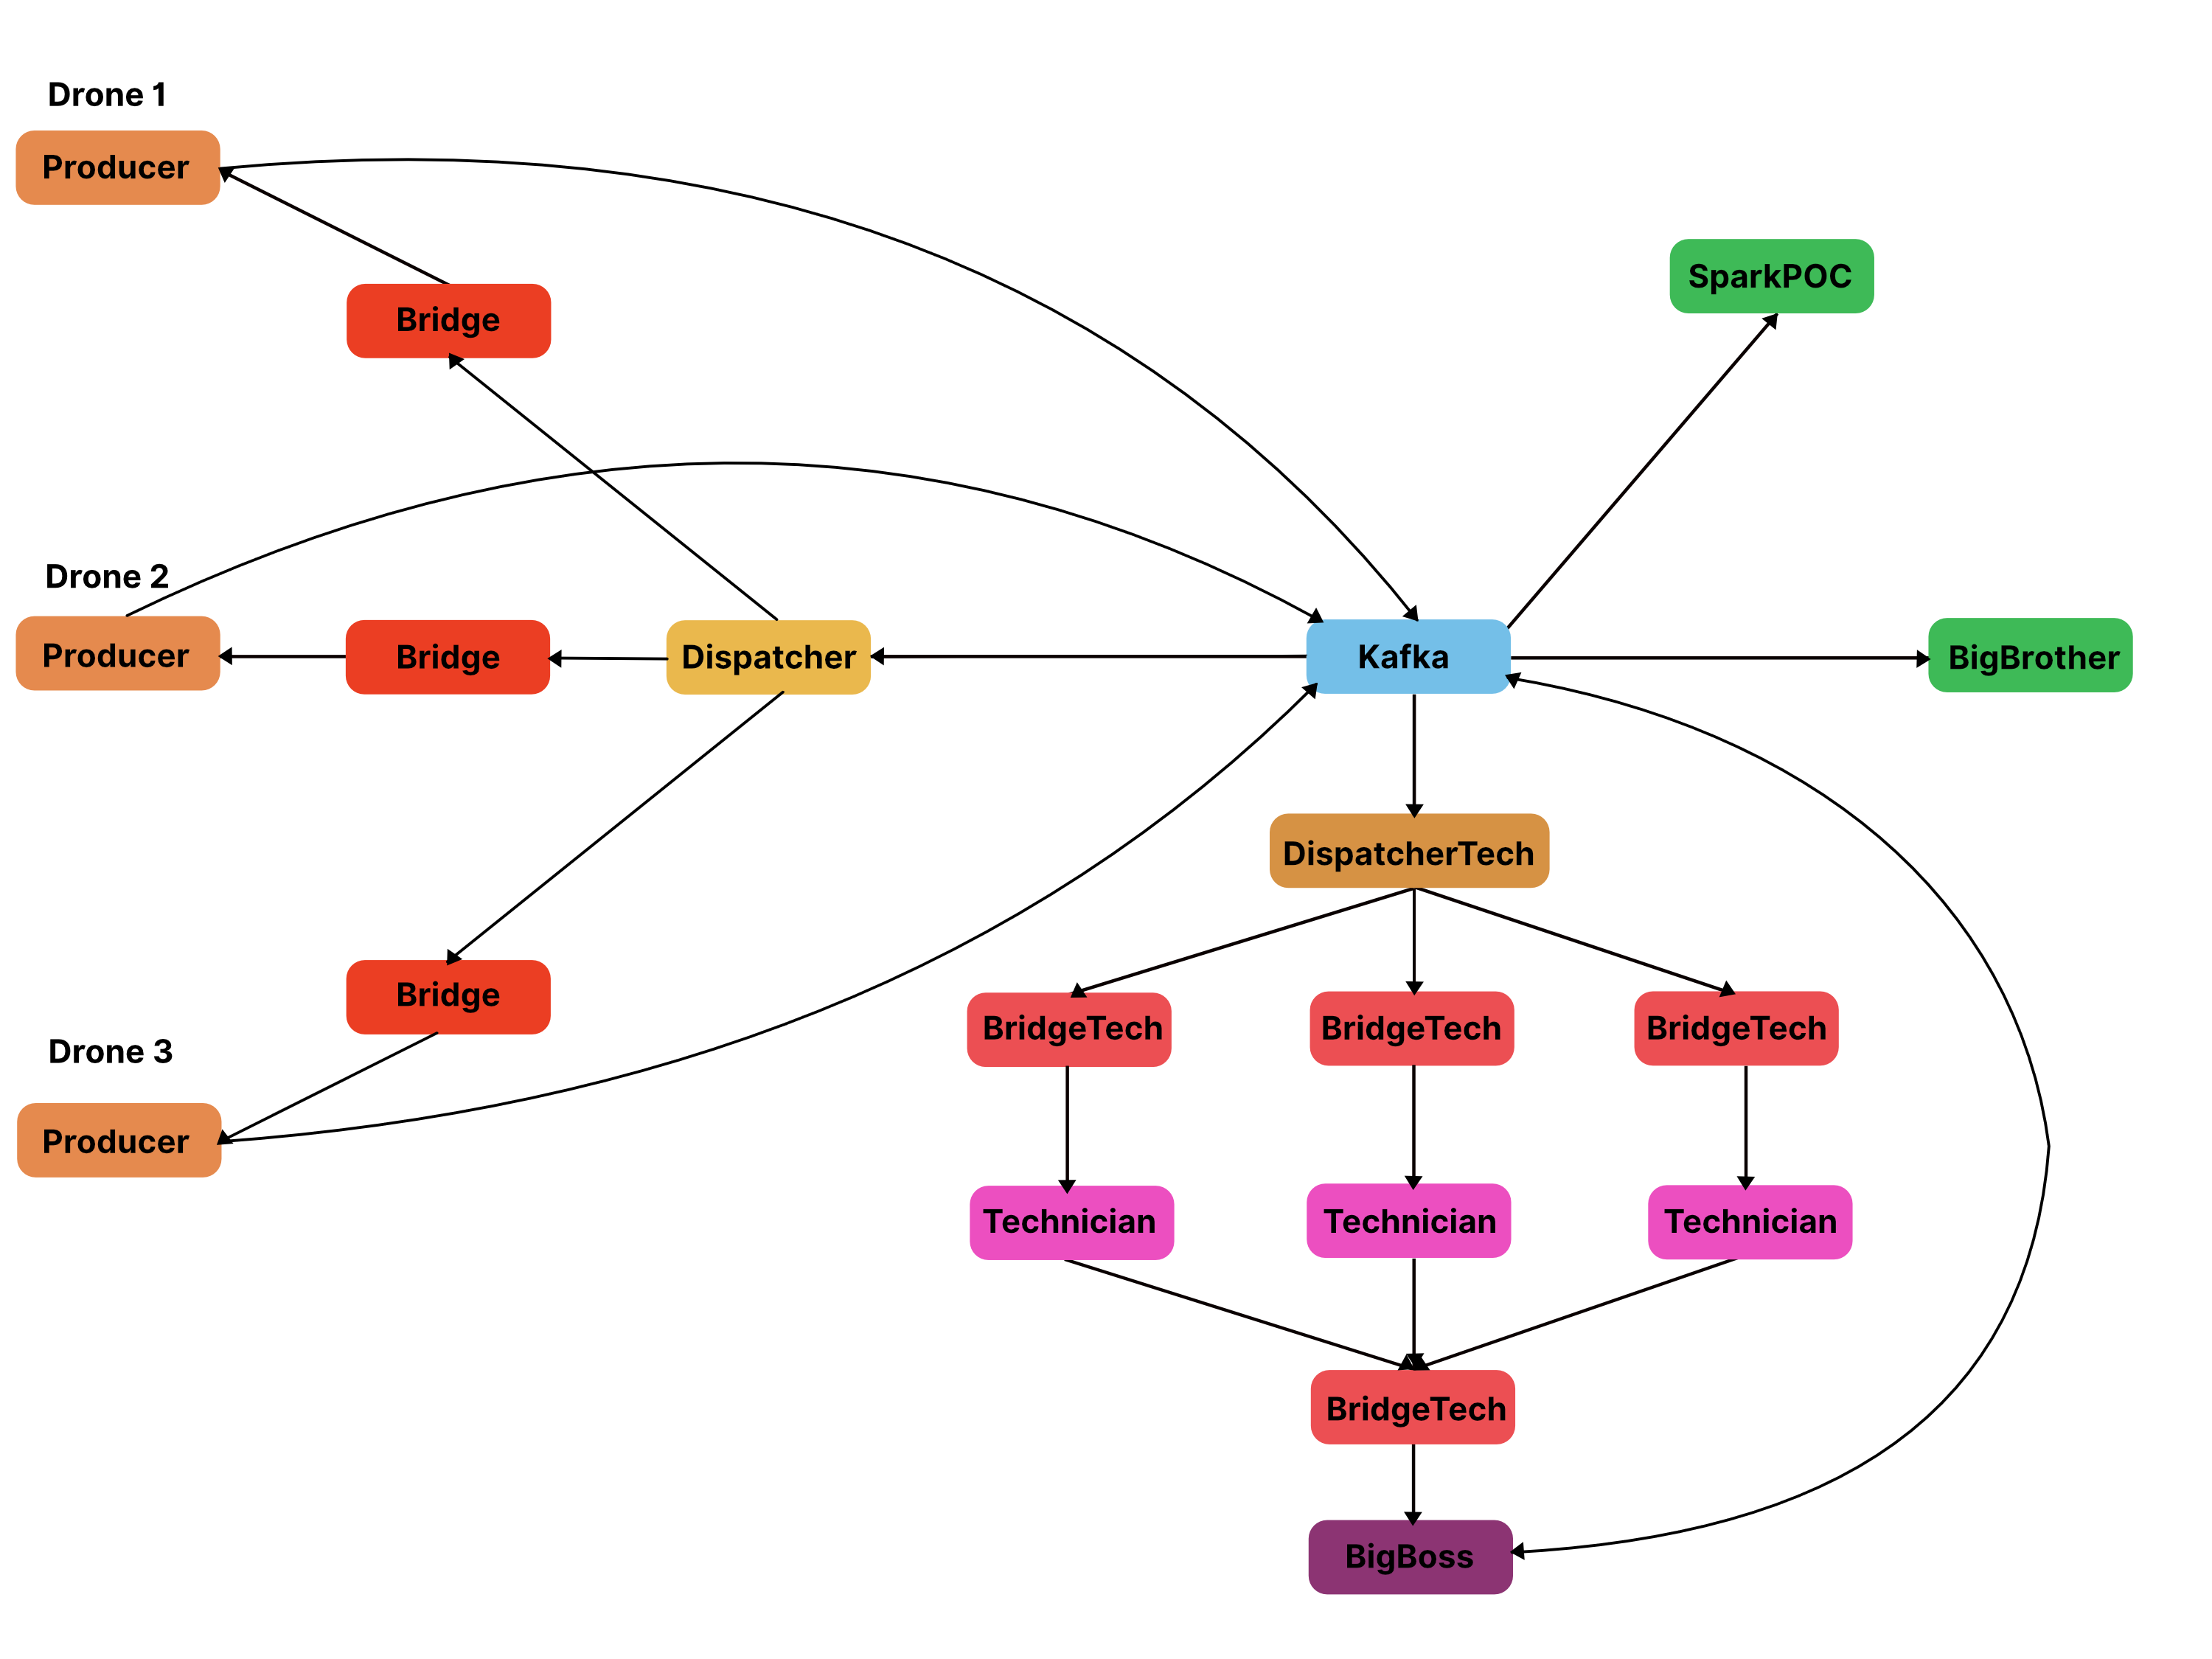 Drone 1
Producer
SparkPOC
Bridge
Drone 2
Producer
Bridge
Dispatcher
Kafka
BigBrother
DispatcherTech
Bridge
Drone 3
BridgeTech
BridgeTech
BridgeTech
Producer
Technician
Technician
Technician
BridgeTech
BigBoss